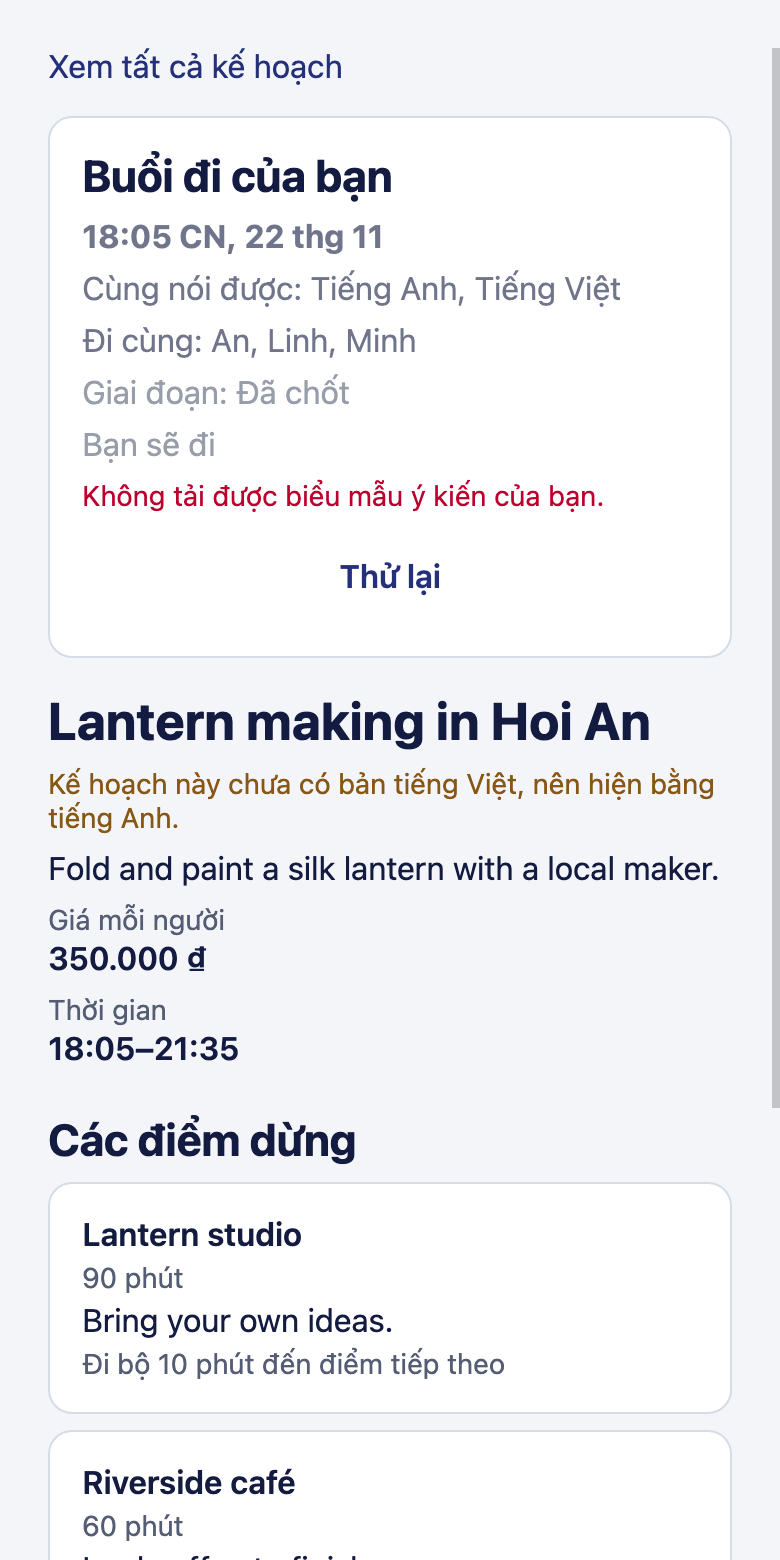 Xem tất cả kế hoạch
Buổi đi của bạn
18:05 CN, 22 thg 11
Cùng nói được: Tiếng Anh, Tiếng Việt
Đi cùng: An, Linh, Minh
Giai đoạn: Đã chốt
Bạn sẽ đi
Không tải được biểu mẫu ý kiến của bạn.
Thử lại
Lantern making in Hoi An
Kế hoạch này chưa có bản tiếng Việt, nên hiện bằng
tiếng Anh.
Fold and paint a silk lantern with a local maker.
Giá mỗi người
350.000 ₫
Thời gian
18:05–21:35
Các điểm dừng
Lantern studio
90 phút
Bring your own ideas.
Đi bộ 10 phút đến điểm tiếp theo
Riverside café
60 phút